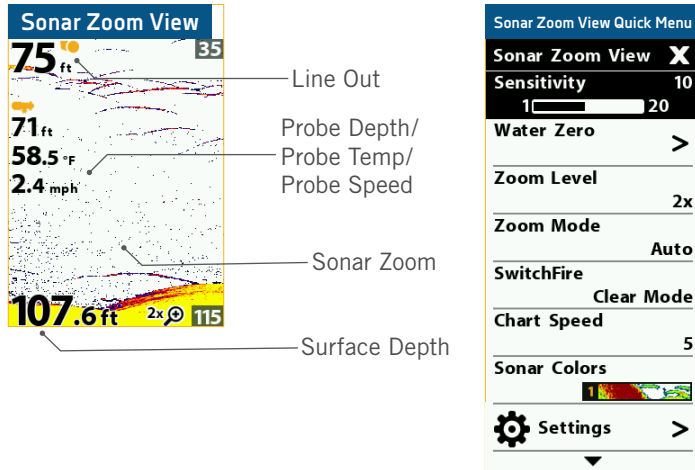 Sonar Zoom View
75 ft
35
Line Out
71 ft
58.5 °F
2.4 mph
Probe Depth/
Probe Temp/
Probe Speed
Sonar Zoom
107.6 ft
2x
115
Surface Depth
Sonar Zoom View Quick Menu
Sonar Zoom View X
Sensitivity 10
1 20
Water Zero >
Zoom Level
2x
Zoom Mode
Auto
SwitchFire
Clear Mode
Chart Speed
5
Sonar Colors
1
Settings >